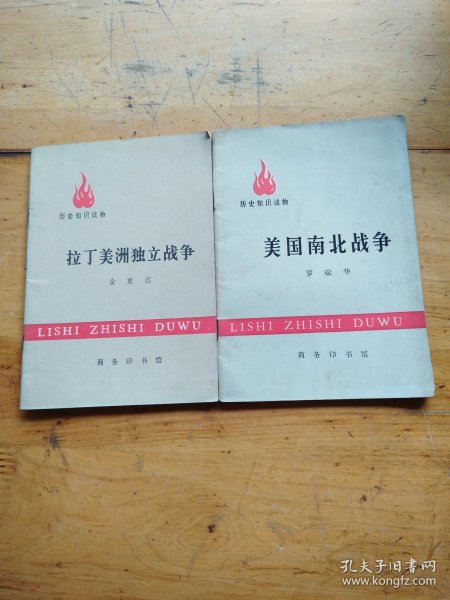 历史知识读物
拉丁美洲独立战争
金重远
LISHI ZHISHI DUWU
商务印书馆
历史知识读物
美国南北战争
罗瑞华
LISHI ZHISHI DUWU
商务印书馆
孔夫子旧书网
www.kongfz.com